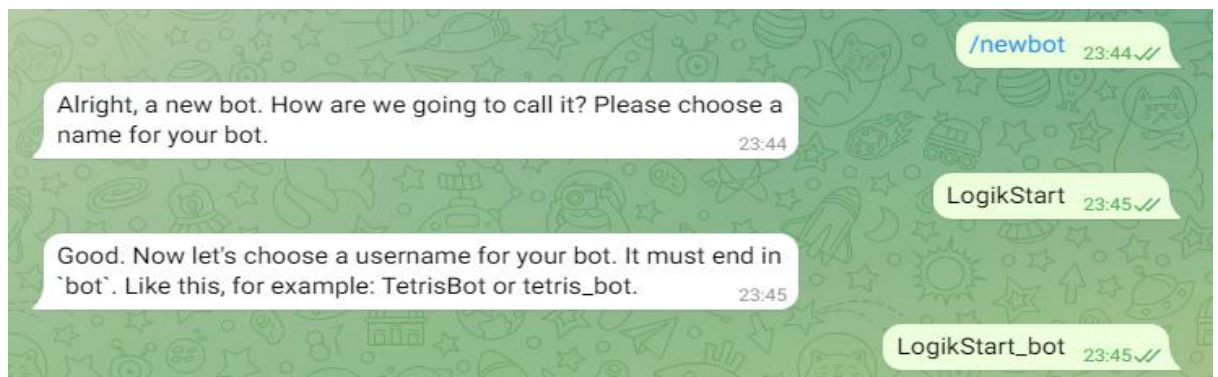 /newbot 23:44
Alright, a new bot. How are we going to call it? Please choose a
name for your bot.
23:44
LogikStart 23:45
Good. Now let's choose a username for your bot. It must end in
`bot`. Like this, for example: TetrisBot or tetris_bot.
23:45
LogikStart_bot 23:45